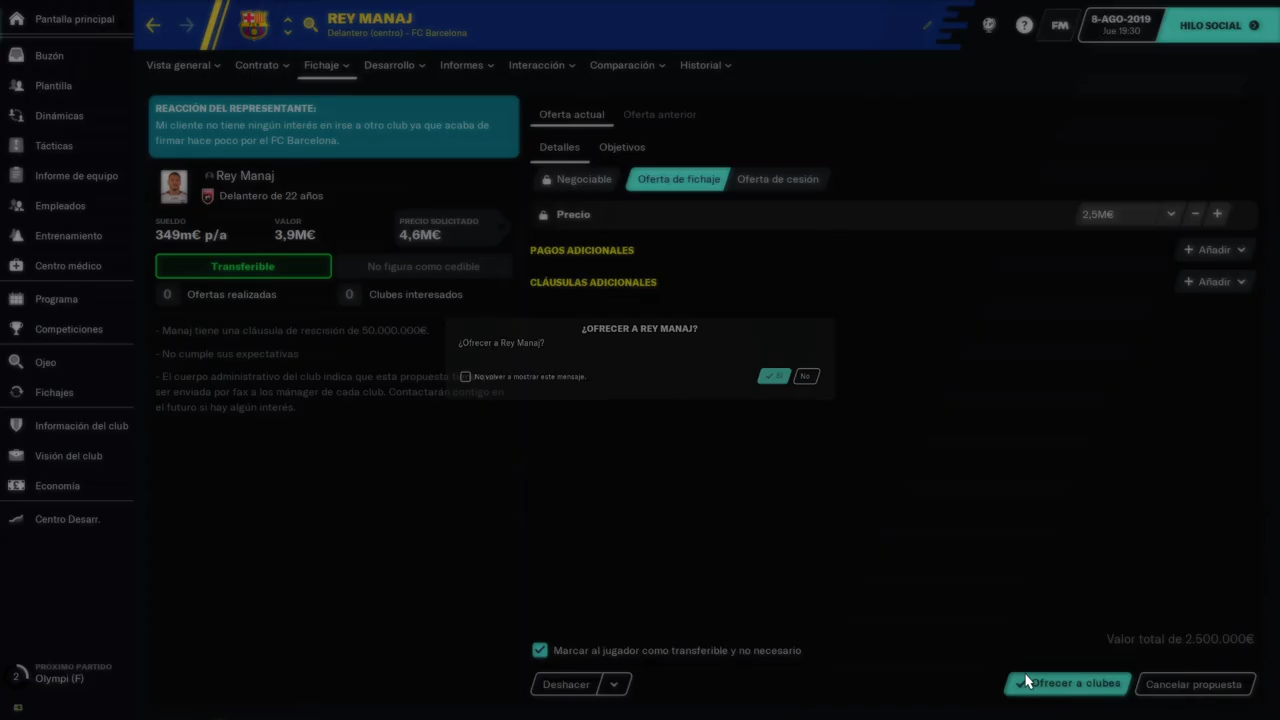 Pantalla principal
REY MANAJ
Delantero (centro) - FC Barcelona
FM
8-AGO-2019
Jue 19:30
HILO SOCIAL
Vista general
Contrato
Fichaje
Desarrollo
Informes
Interacción
Comparación
Historial
Buzón
Plantilla
Dinámicas
Tácticas
Informe de equipo
Empleados
Entrenamiento
Centro médico
Programa
Competiciones
Ojeo
Fichajes
Información del club
Visión del club
Economía
Centro Desarr.
2
PRÓXIMO PARTIDO
Olympi (F)
REACCIÓN DEL REPRESENTANTE:
Mi cliente no tiene ningún interés en irse a otro club ya que acaba de
firmar hace poco por el FC Barcelona.
Rey Manaj
Delantero de 22 años
SUELDO
349m€ p/a
VALOR
3,9M€
PRECIO SOLICITADO
4,6M€
Transferible
No figura como cedible
0 Ofertas realizadas
0 Clubes interesados
- Manaj tiene una cláusula de rescisión de 50.000.000€.
- No cumple sus expectativas
- El cuerpo administrativo del club indica que esta propuesta
ser enviada por fax a los mánager de cada club. Contactarán contigo en
el futuro si hay algún interés.
Oferta actual
Oferta anterior
Detalles
Objetivos
Negociable
Oferta de fichaje
Oferta de cesión
Precio
2,5M€
PAGOS ADICIONALES
+ Añadir
CLÁUSULAS ADICIONALES
+ Añadir
¿OFRECER A REY MANAJ?
¿Ofrecer a Rey Manaj?
No volver a mostrar este mensaje.
Sí
No
Valor total de 2.500.000€
Marcar al jugador como transferible y no necesario
Deshacer
Ofrecer a clubes
Cancelar propuesta